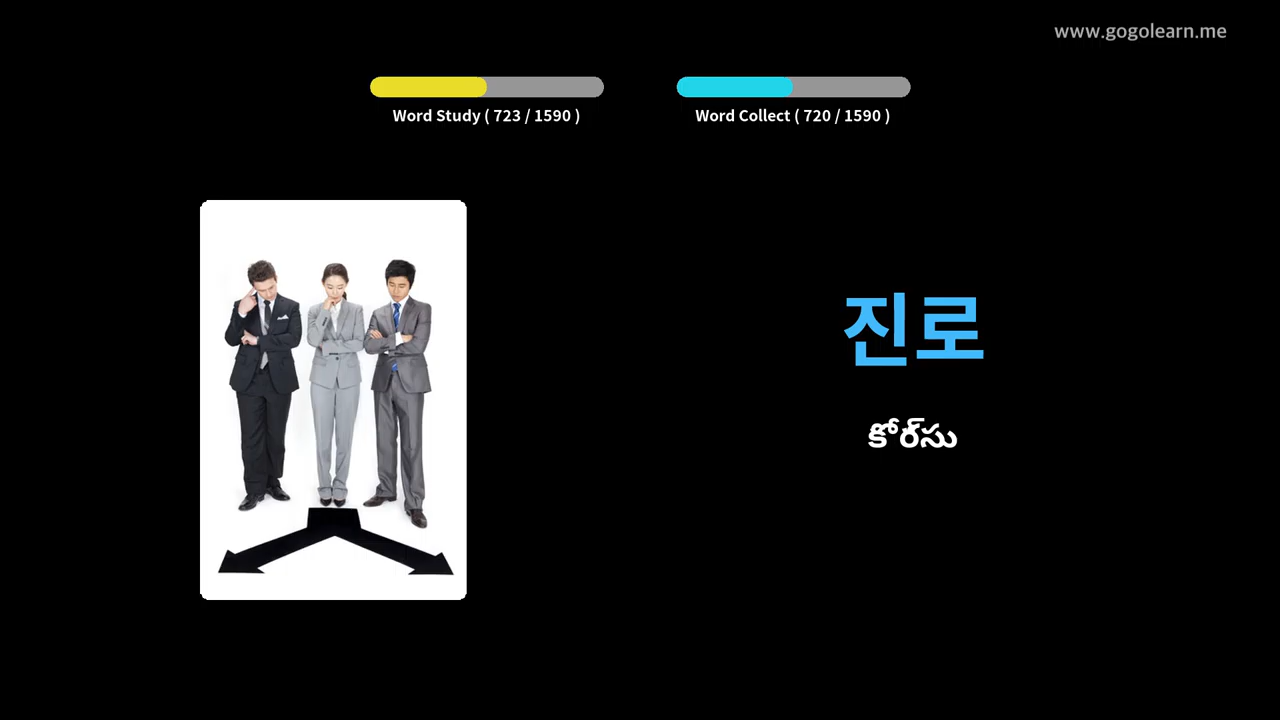 www.gogolearn.me
Word Study ( 723 / 1590 )
Word Collect ( 720 / 1590 )
진로
కోర్‌సు